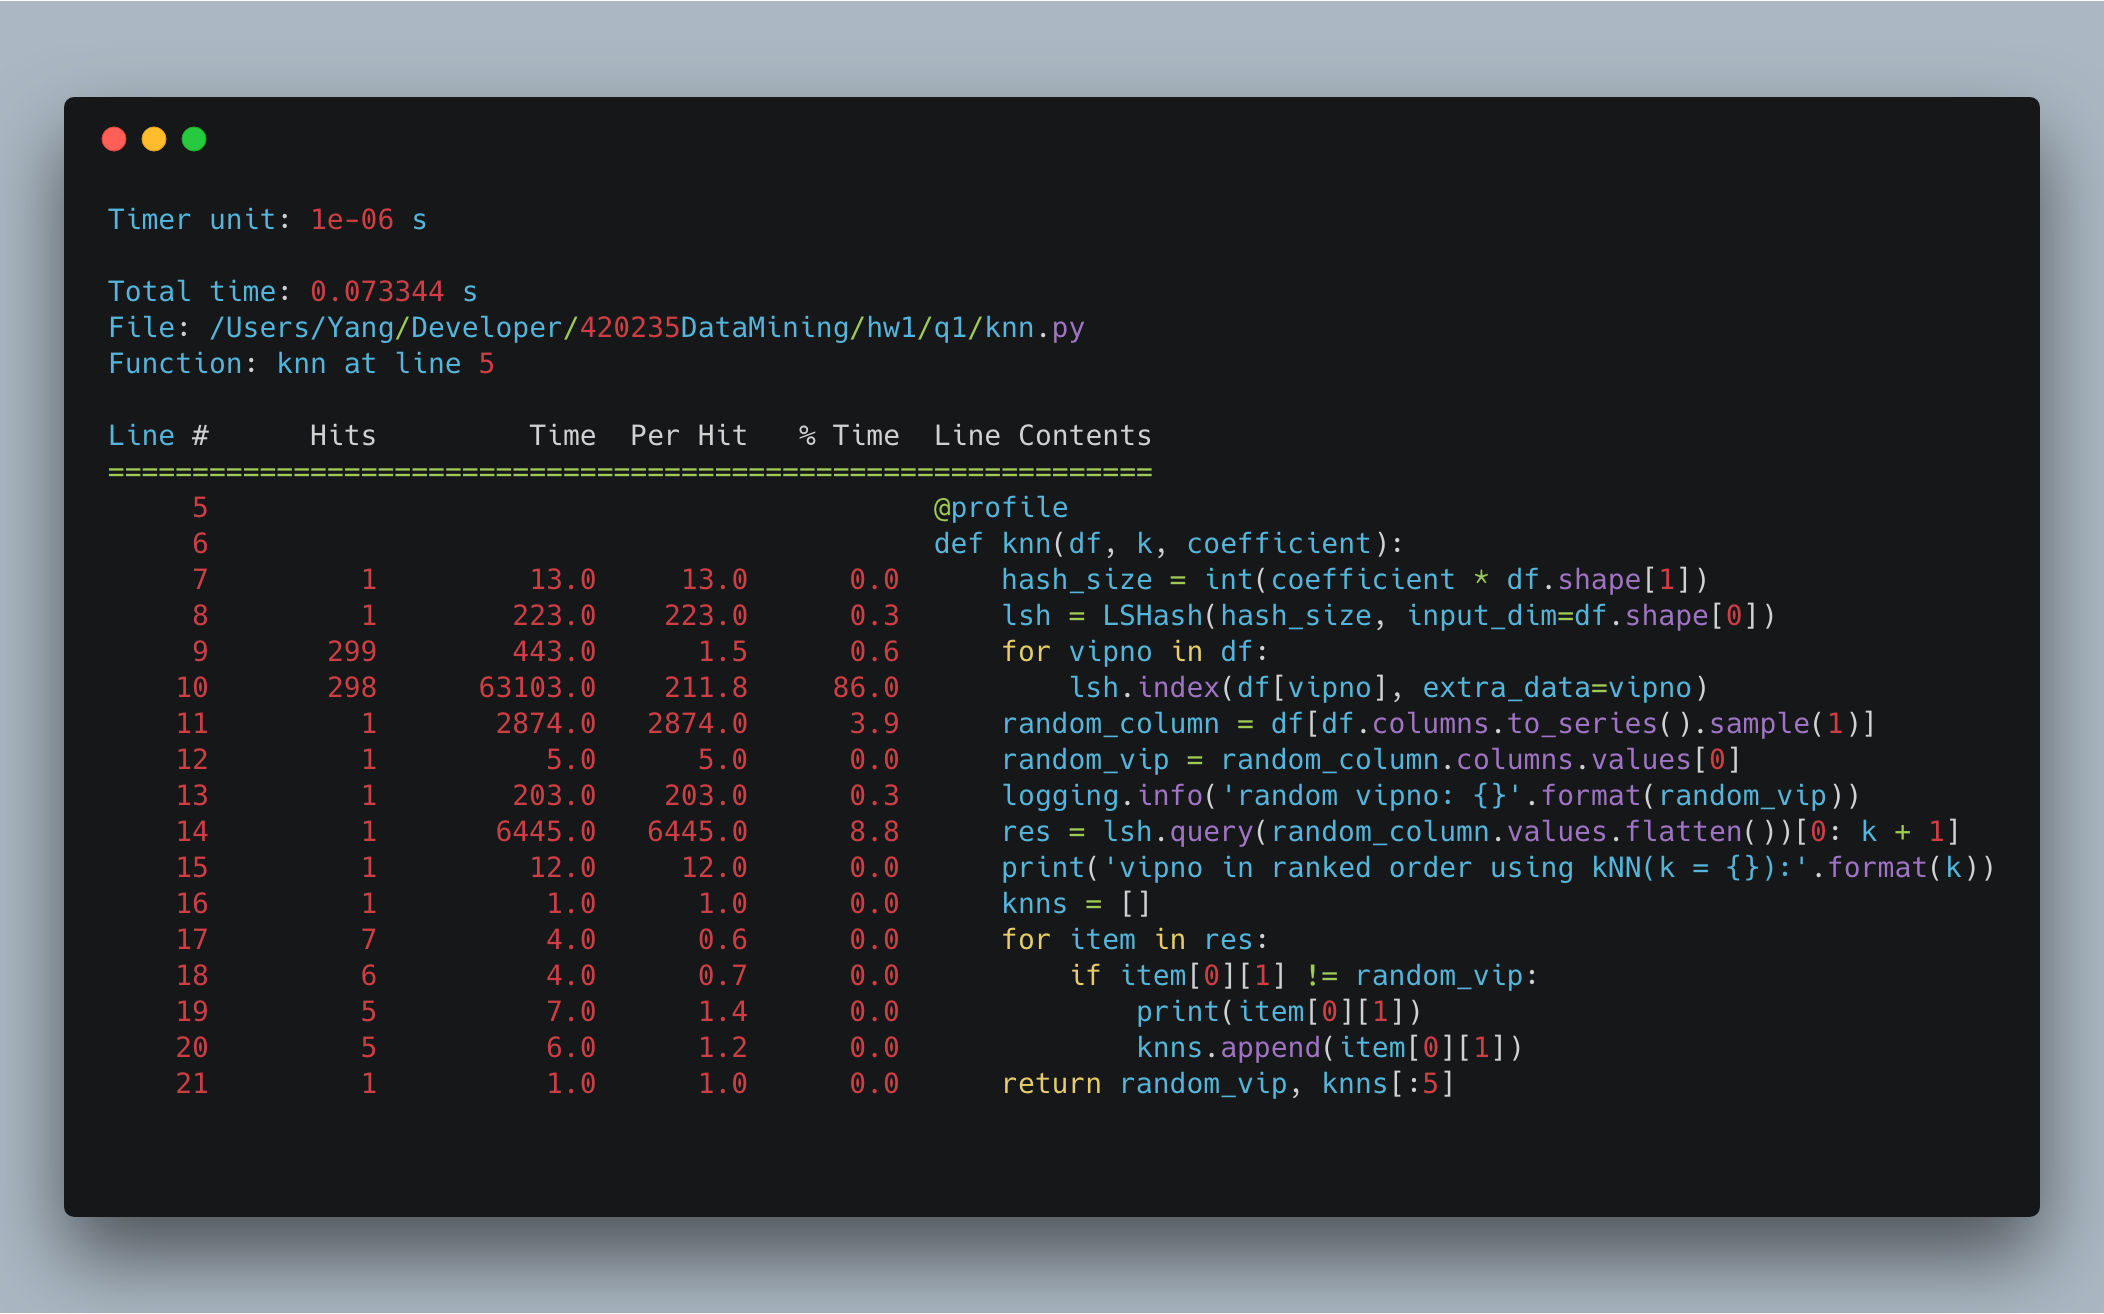 Timer unit: 1e-06 s
Total time: 0.073344 s
File: /Users/Yang/Developer/420235DataMining/hw1/q1/knn.py
Function: knn at line 5
Line #      Hits         Time  Per Hit   % Time  Line Contents
==============================================================
     5                                           @profile
     6                                           def knn(df, k, coefficient):
     7         1         13.0     13.0      0.0      hash_size = int(coefficient * df.shape[1])
     8         1        223.0    223.0      0.3      lsh = LSHash(hash_size, input_dim=df.shape[0])
     9       299        443.0      1.5      0.6      for vipno in df:
    10       298      63103.0    211.8     86.0          lsh.index(df[vipno], extra_data=vipno)
    11         1       2874.0   2874.0      3.9      random_column = df[df.columns.to_series().sample(1)]
    12         1          5.0      5.0      0.0      random_vip = random_column.columns.values[0]
    13         1        203.0    203.0      0.3      logging.info('random vipno: {}'.format(random_vip))
    14         1       6445.0   6445.0      8.8      res = lsh.query(random_column.values.flatten())[0: k + 1]
    15         1         12.0     12.0      0.0      print('vipno in ranked order using kNN(k = {}):'.format(k))
    16         1          1.0      1.0      0.0      knns = []
    17         7          4.0      0.6      0.0      for item in res:
    18         6          4.0      0.7      0.0          if item[0][1] != random_vip:
    19         5          7.0      1.4      0.0              print(item[0][1])
    20         5          6.0      1.2      0.0              knns.append(item[0][1])
    21         1          1.0      1.0      0.0      return random_vip, knns[:5]